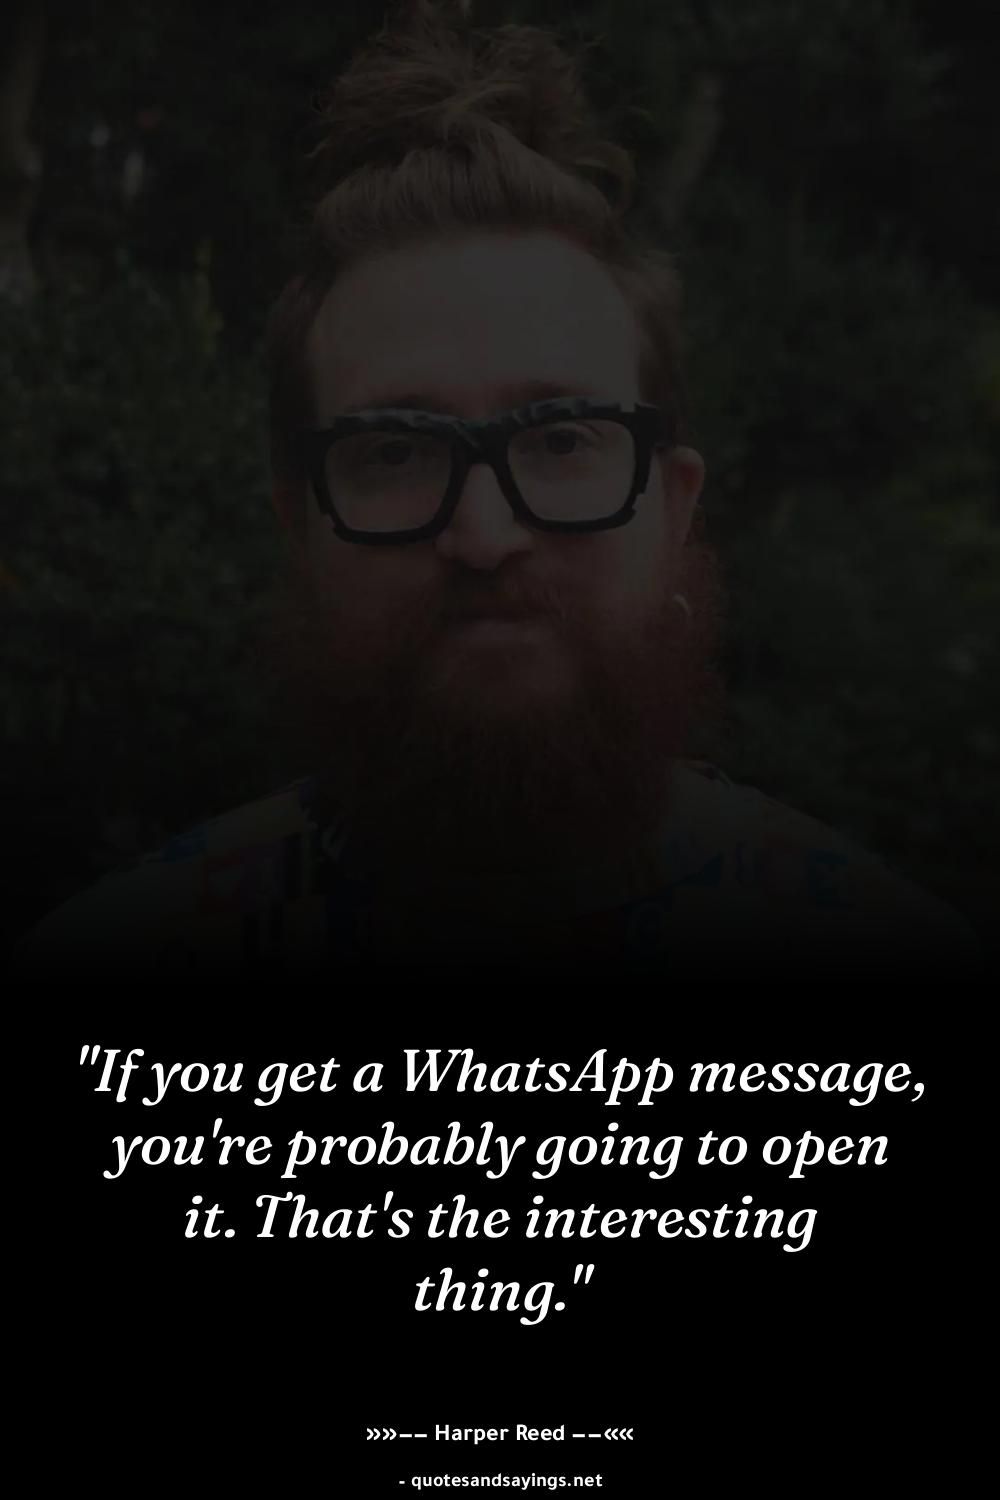 "If you get a WhatsApp message,
you're probably going to open
it. That's the interesting
thing."
»»–– Harper Reed ––««
- quotesandsayings.net